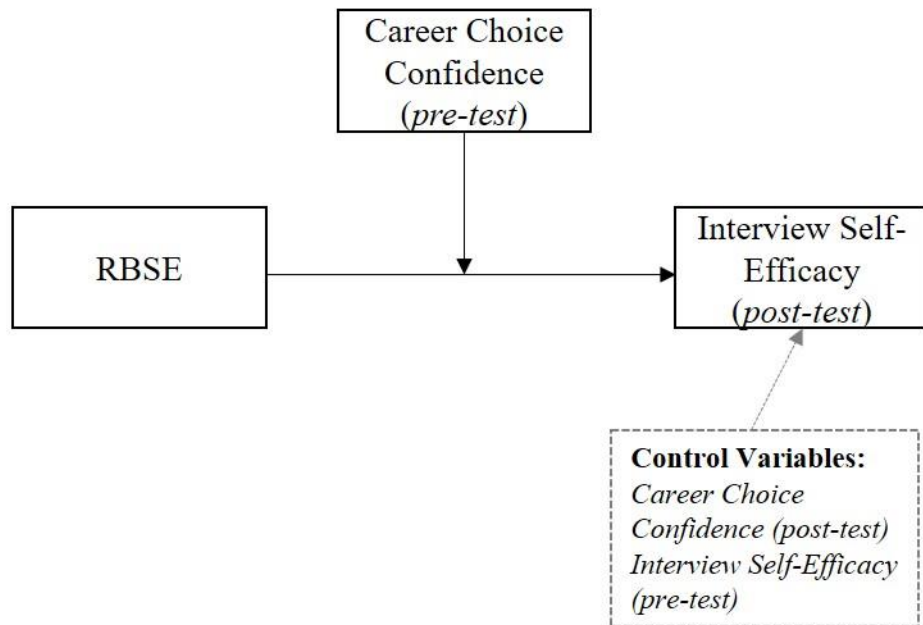 Career Choice
Confidence
(pre-test)
RBSE
Interview Self-
Efficacy
(post-test)
Control Variables:
Career Choice
Confidence (post-test)
Interview Self-Efficacy
(pre-test)